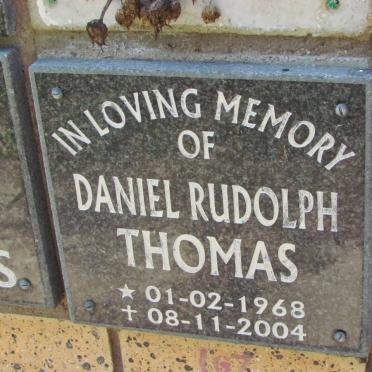 IN LOVING MEMORY
OF
DANIEL RUDOLPH
THOMAS
★ 01-02-1968
✝ 08-11-2004
S